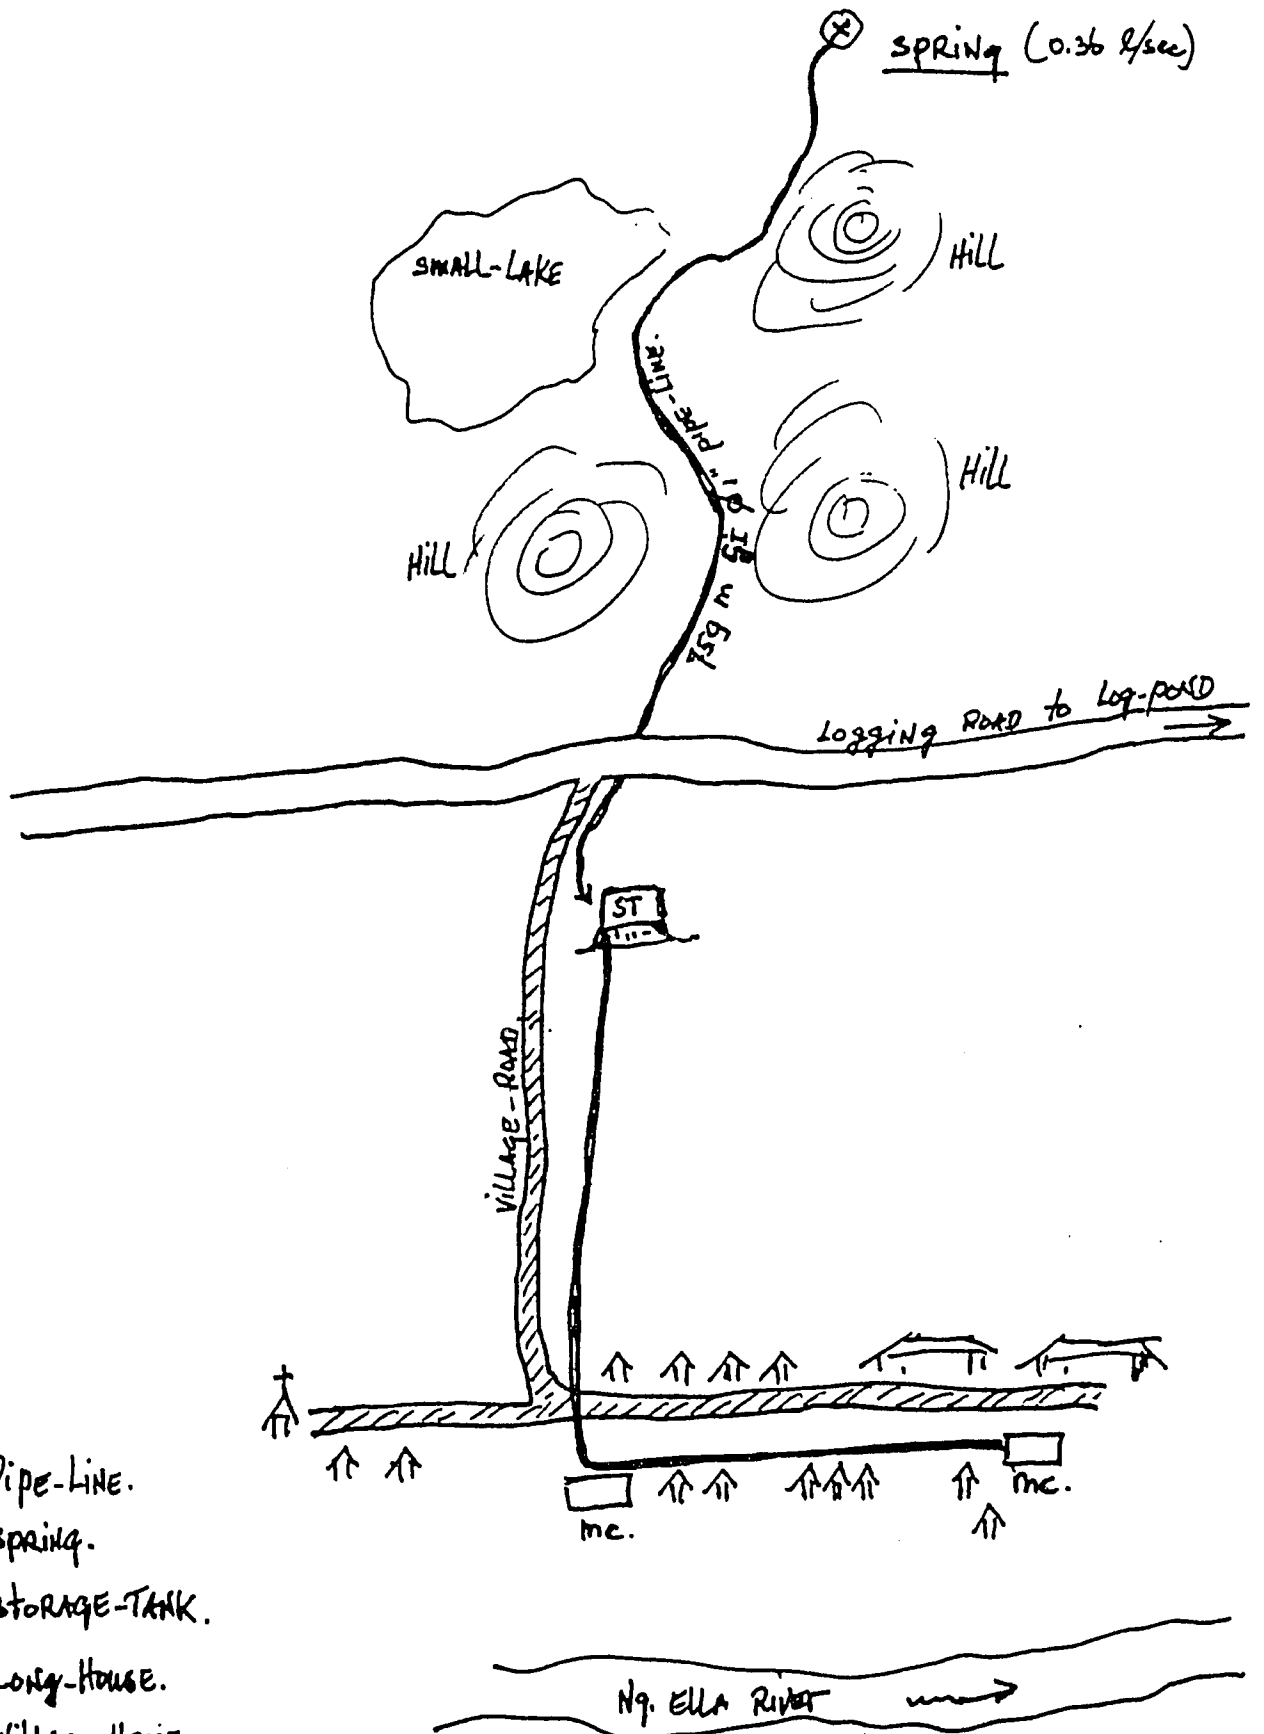 SPRING (0.36 l/sec)
HILL
SMALL-LAKE
HILL
HILL
759 m GI φ 1" PIPE-LINE.
LOGGING ROAD to LOG-POND
ST
VILLAGE-ROAD
PIPE-LINE.
SPRING.
STORAGE-TANK.
LONG-HOUSE.
mc.
mc.
Ng. ELLA RIVER